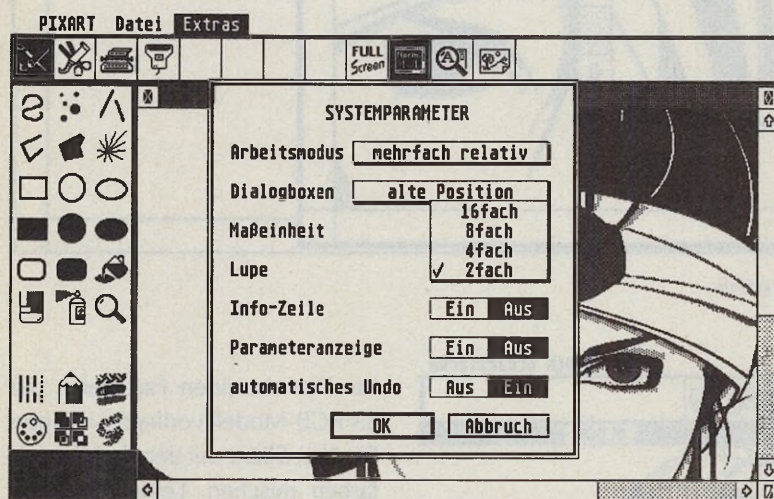 PIXART Datei Extras
FULL
Screen
SYSTEMPARAMETER
Arbeitsmodus mehrfach relativ
Dialogboxen alte Position
16fach
Maßeinheit 8fach
4fach
Lupe ✓ 2fach
Info-Zeile Ein Aus
Parameteranzeige Ein Aus
automatisches Undo Aus Ein
OK Abbruch